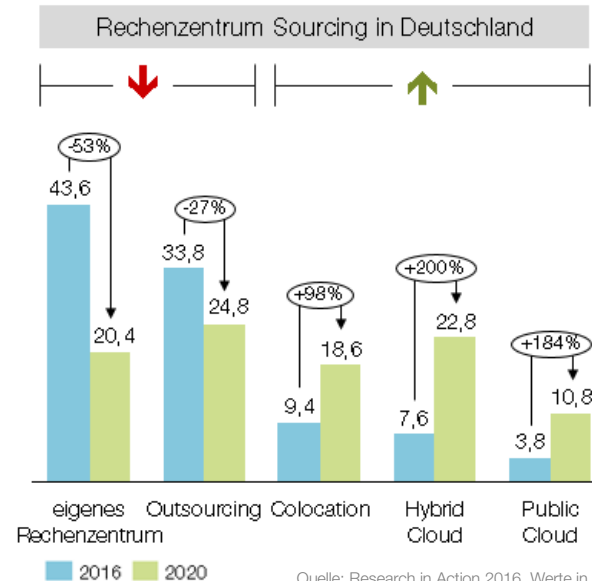 Rechenzentrum Sourcing in Deutschland
-53%
43,6
20,4
-27%
33,8
24,8
+98%
9,4
18,6
+200%
7,6
22,8
+184%
3,8
10,8
eigenes
Rechenzentrum
Outsourcing
Colocation
Hybrid
Cloud
Public
Cloud
2016
2020
Quelle: Research in Action 2016, Werte in